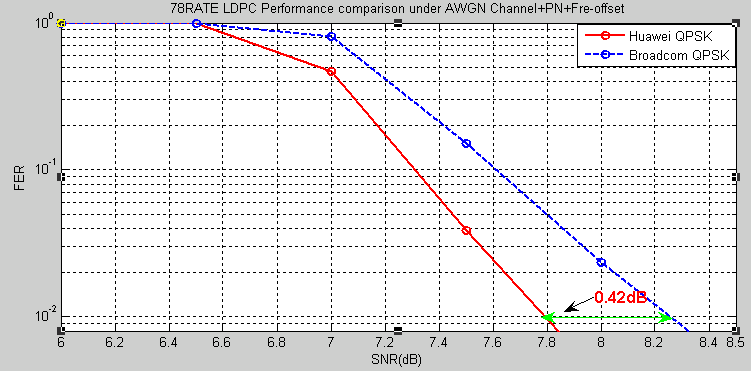 78RATE LDPC Performance comparison under AWGN Channel+PN+Fre-offset
Huawei QPSK
Broadcom QPSK
10^0
10^-1
10^-2
FER
0.42dB
6 6.2 6.4 6.6 6.8 7 7.2 7.4 7.6 7.8 8 8.2 8.4 8.5
SNR(dB)